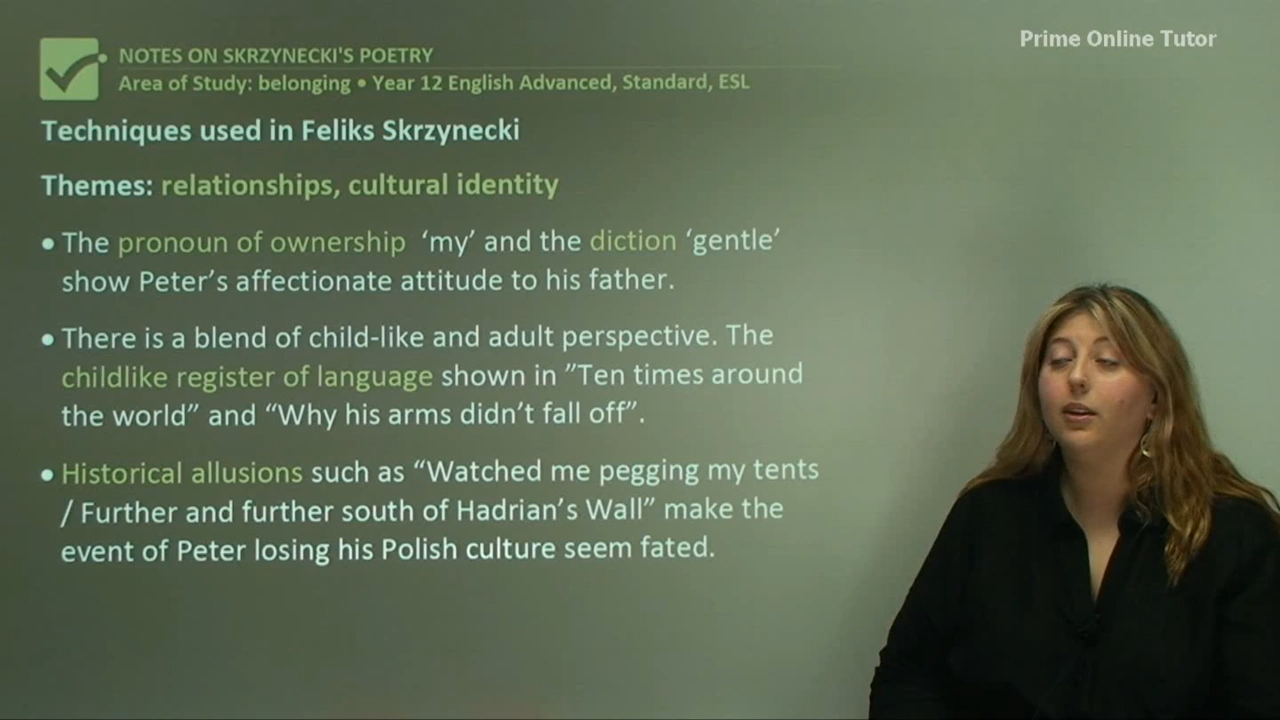 Prime Online Tutor
NOTES ON SKRZYNECKI'S POETRY
Area of Study: belonging • Year 12 English Advanced, Standard, ESL
Techniques used in Feliks Skrzynecki
Themes: relationships, cultural identity
• The pronoun of ownership ‘my’ and the diction ‘gentle’
show Peter’s affectionate attitude to his father.
• There is a blend of child-like and adult perspective. The
childlike register of language shown in ”Ten times around
the world” and “Why his arms didn’t fall off”.
• Historical allusions such as “Watched me pegging my tents
/ Further and further south of Hadrian’s Wall” make the
event of Peter losing his Polish culture seem fated.